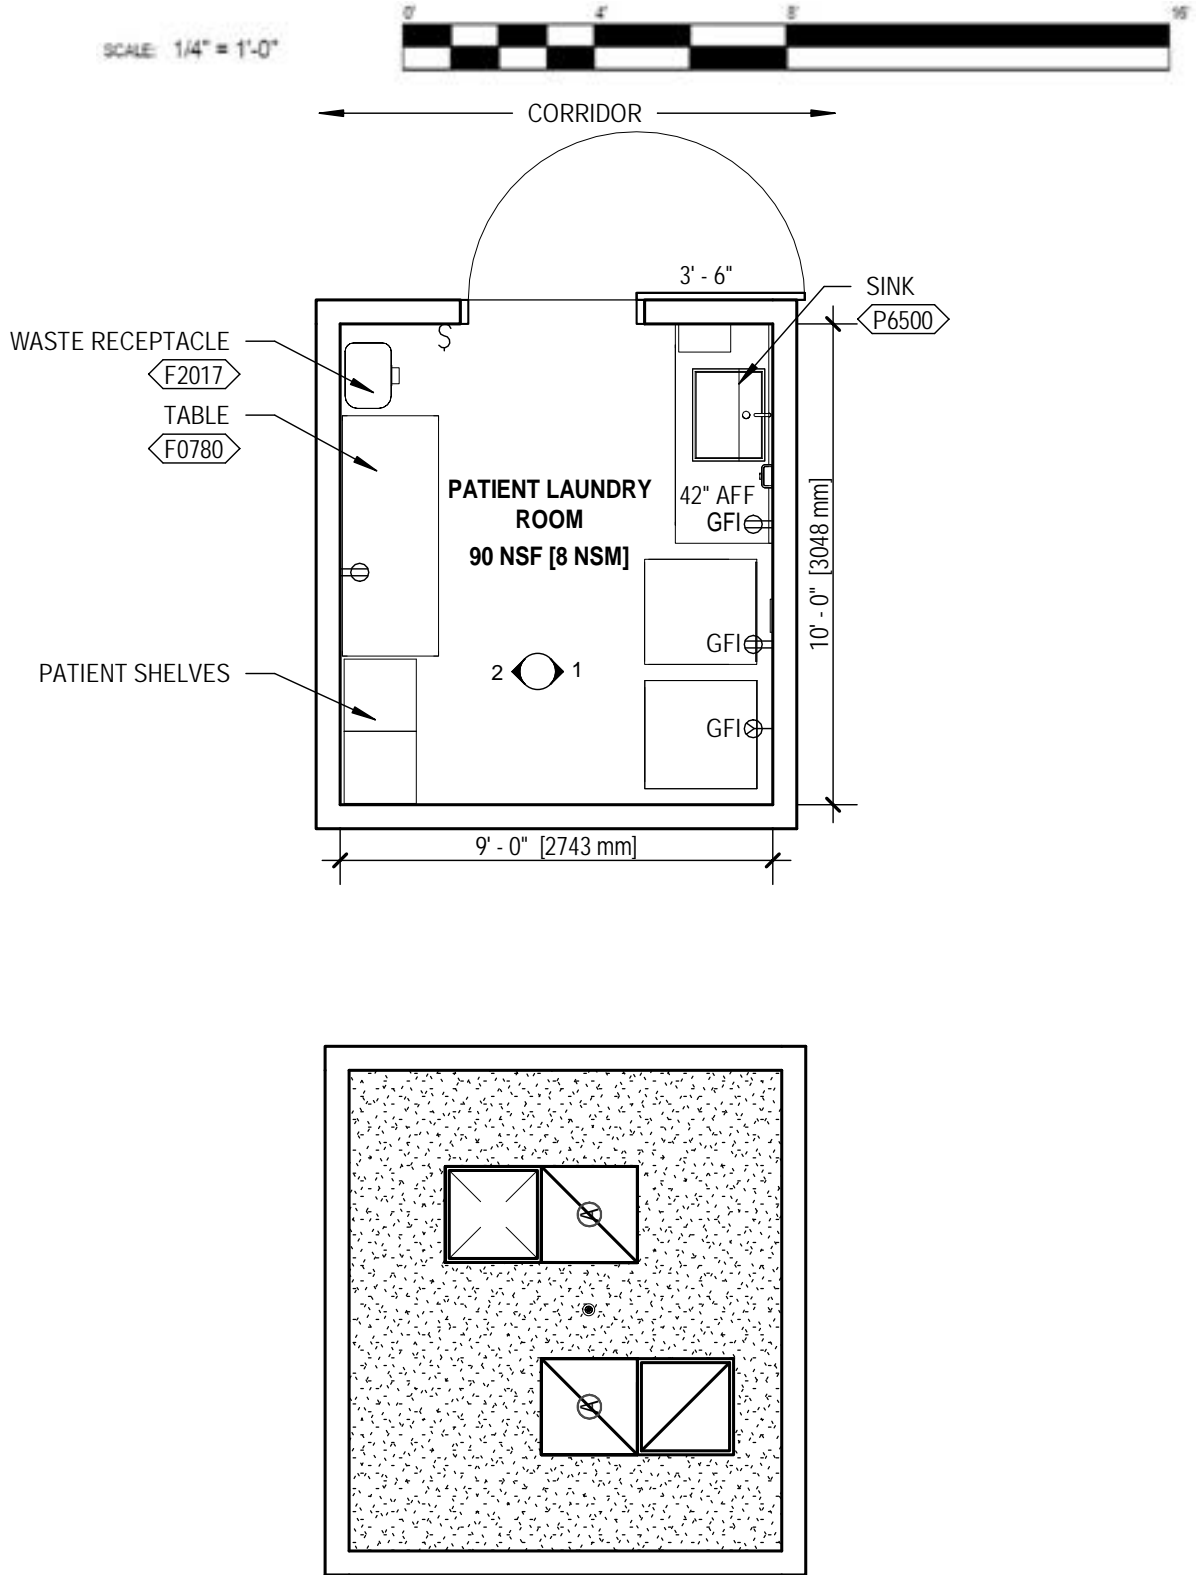 0' 4' 8' 16'
SCALE: 1/4" = 1'-0"
CORRIDOR
3' - 6"
SINK
P6500
WASTE RECEPTACLE
F2017
TABLE
F0780
PATIENT LAUNDRY
ROOM
90 NSF [8 NSM]
42" AFF
GFI
10' - 0" [3048 mm]
GFI
2 1
PATIENT SHELVES
GFI
9' - 0" [2743 mm]
A
A